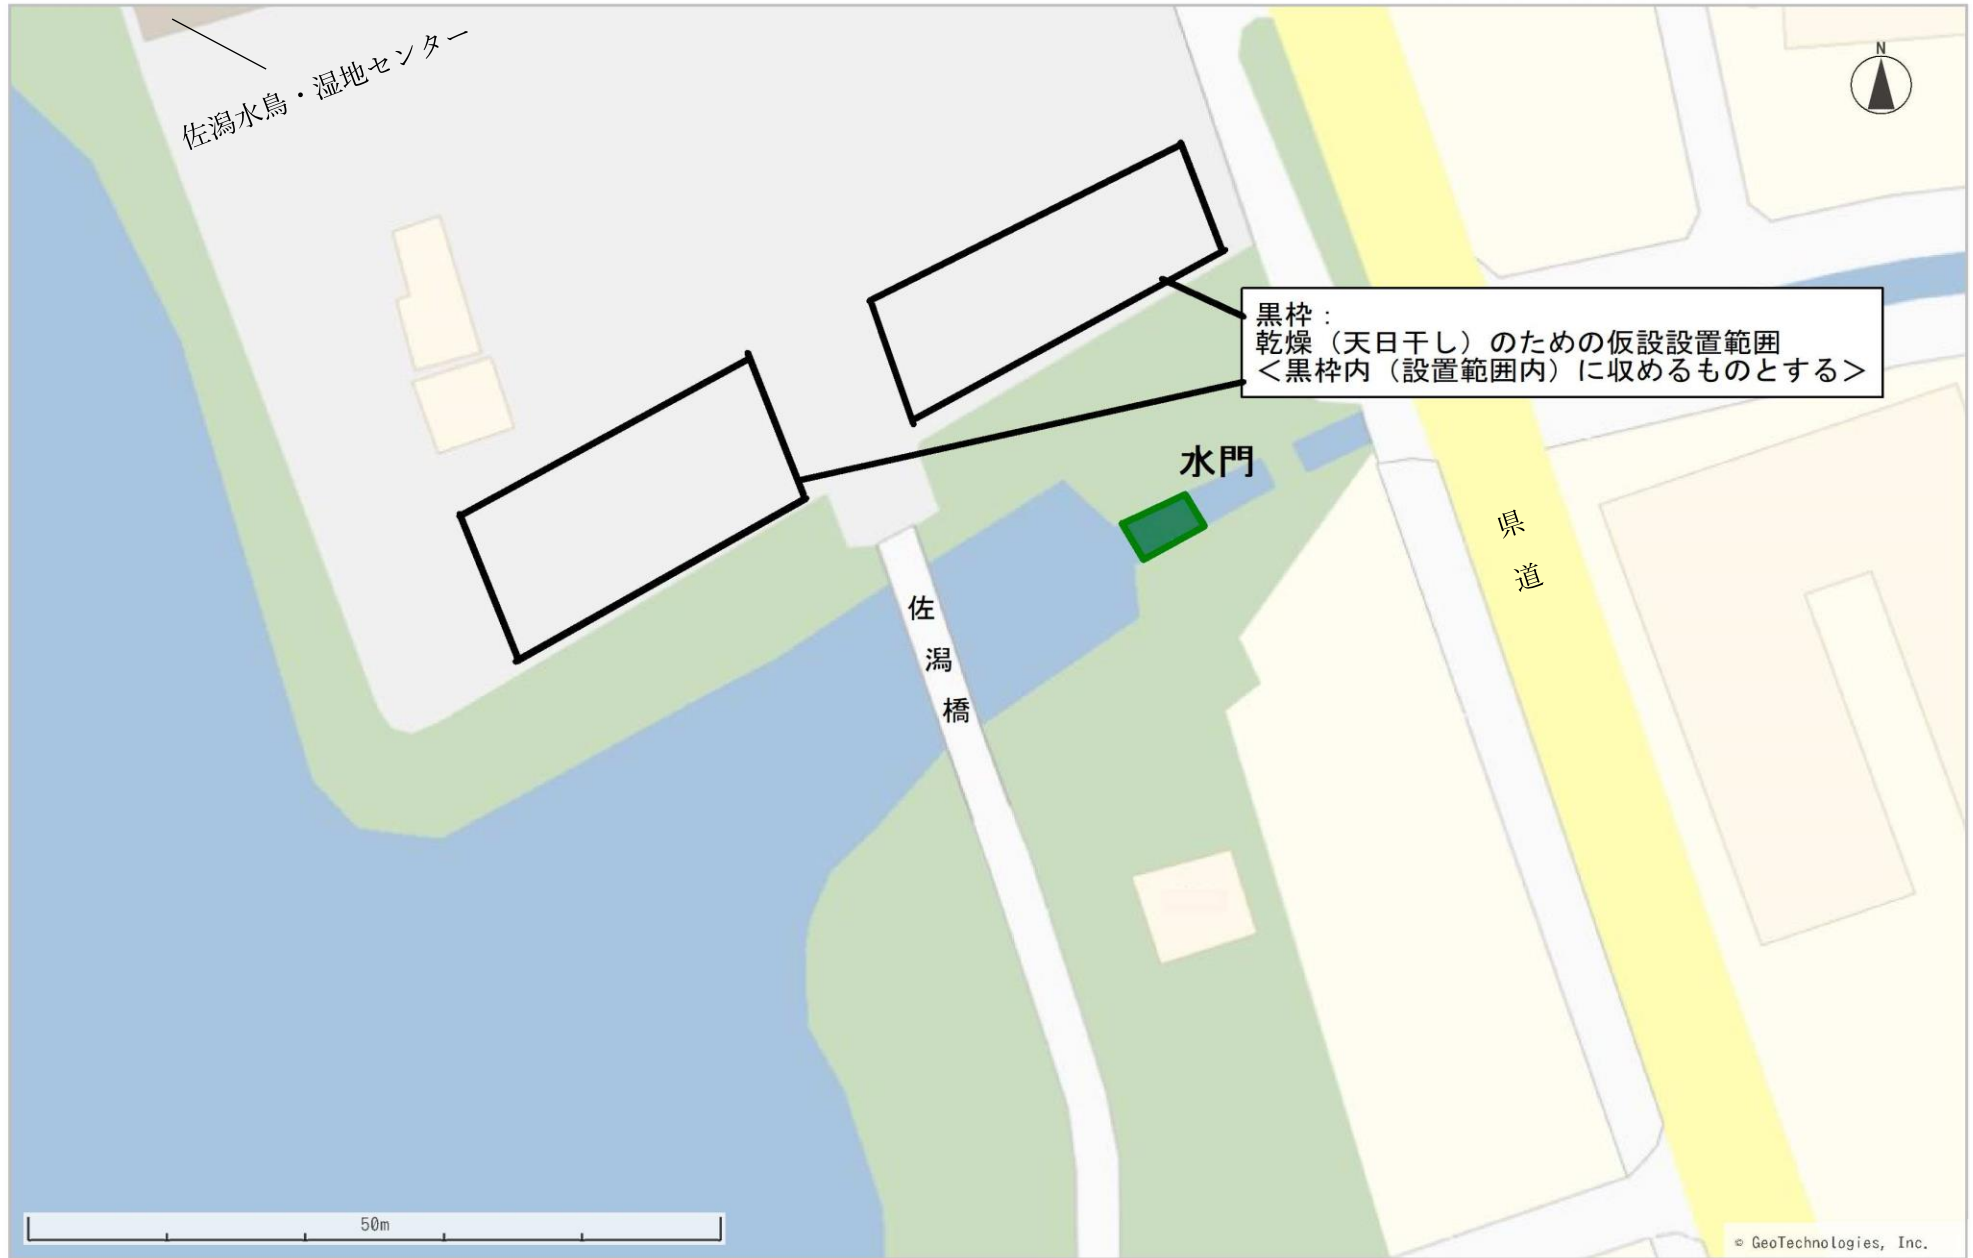 佐潟水鳥・湿地センター
N
黒枠:
乾燥(天日干し)のための仮設設置範囲
<黒枠内(設置範囲内)に収めるものとする>
水門
県道
佐潟橋
50m
© GeoTechnologies, Inc.